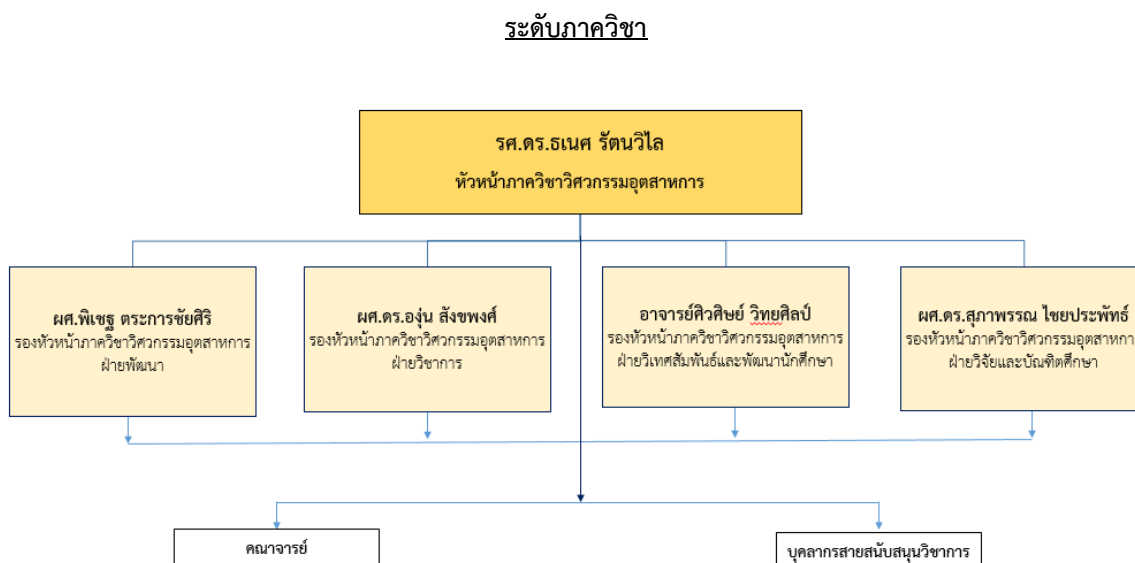 ระดับภาควิชา
รศ.ดร.ธเนศ รัตนวิไล
หัวหน้าภาควิชาวิศวกรรมอุตสาหการ
ผศ.พิเชฐ ตระการชัยศิริ
รองหัวหน้าภาควิชาวิศวกรรมอุตสาหการ
ฝ่ายพัฒนา
ผศ.ดร.องุ่น สังขพงศ์
รองหัวหน้าภาควิชาวิศวกรรมอุตสาหการ
ฝ่ายวิชาการ
อาจารย์ศิวศิษย์ วิทยศิลป์
รองหัวหน้าภาควิชาวิศวกรรมอุตสาหการ
ฝ่ายวิเทศสัมพันธ์และพัฒนานักศึกษา
ผศ.ดร.สุภาพรรณ ไชยประพัทธ์
รองหัวหน้าภาควิชาวิศวกรรมอุตสาหการ
ฝ่ายวิจัยและบัณฑิตศึกษา
คณาจารย์
บุคลากรสายสนับสนุนวิชาการ